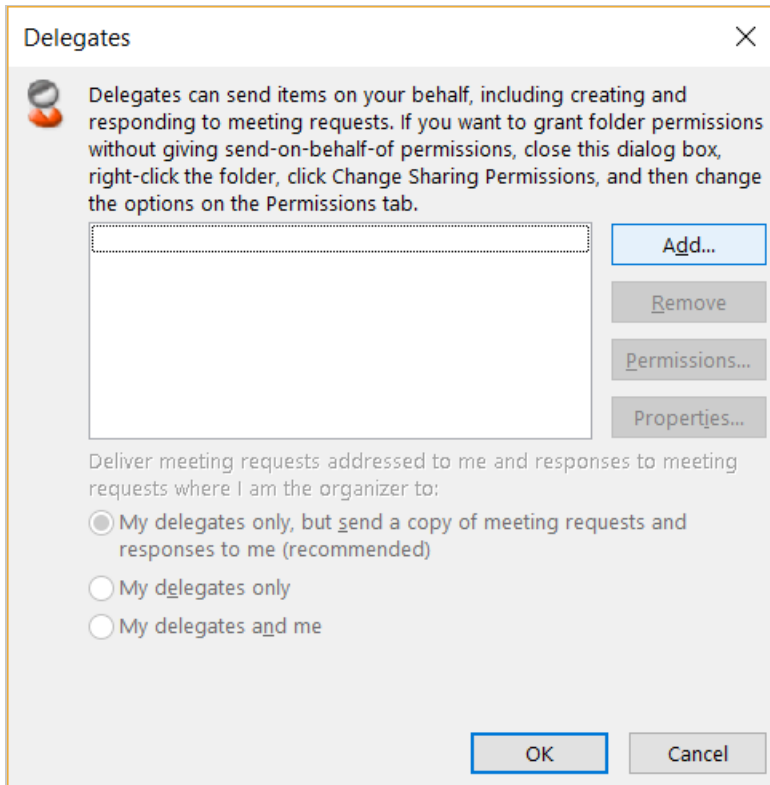 Delegates
Delegates can send items on your behalf, including creating and
responding to meeting requests. If you want to grant folder permissions
without giving send-on-behalf-of permissions, close this dialog box,
right-click the folder, click Change Sharing Permissions, and then change
the options on the Permissions tab.
Add...
Remove
Permissions...
Properties...
Deliver meeting requests addressed to me and responses to meeting
requests where I am the organizer to:
My delegates only, but send a copy of meeting requests and
responses to me (recommended)
My delegates only
My delegates and me
OK
Cancel